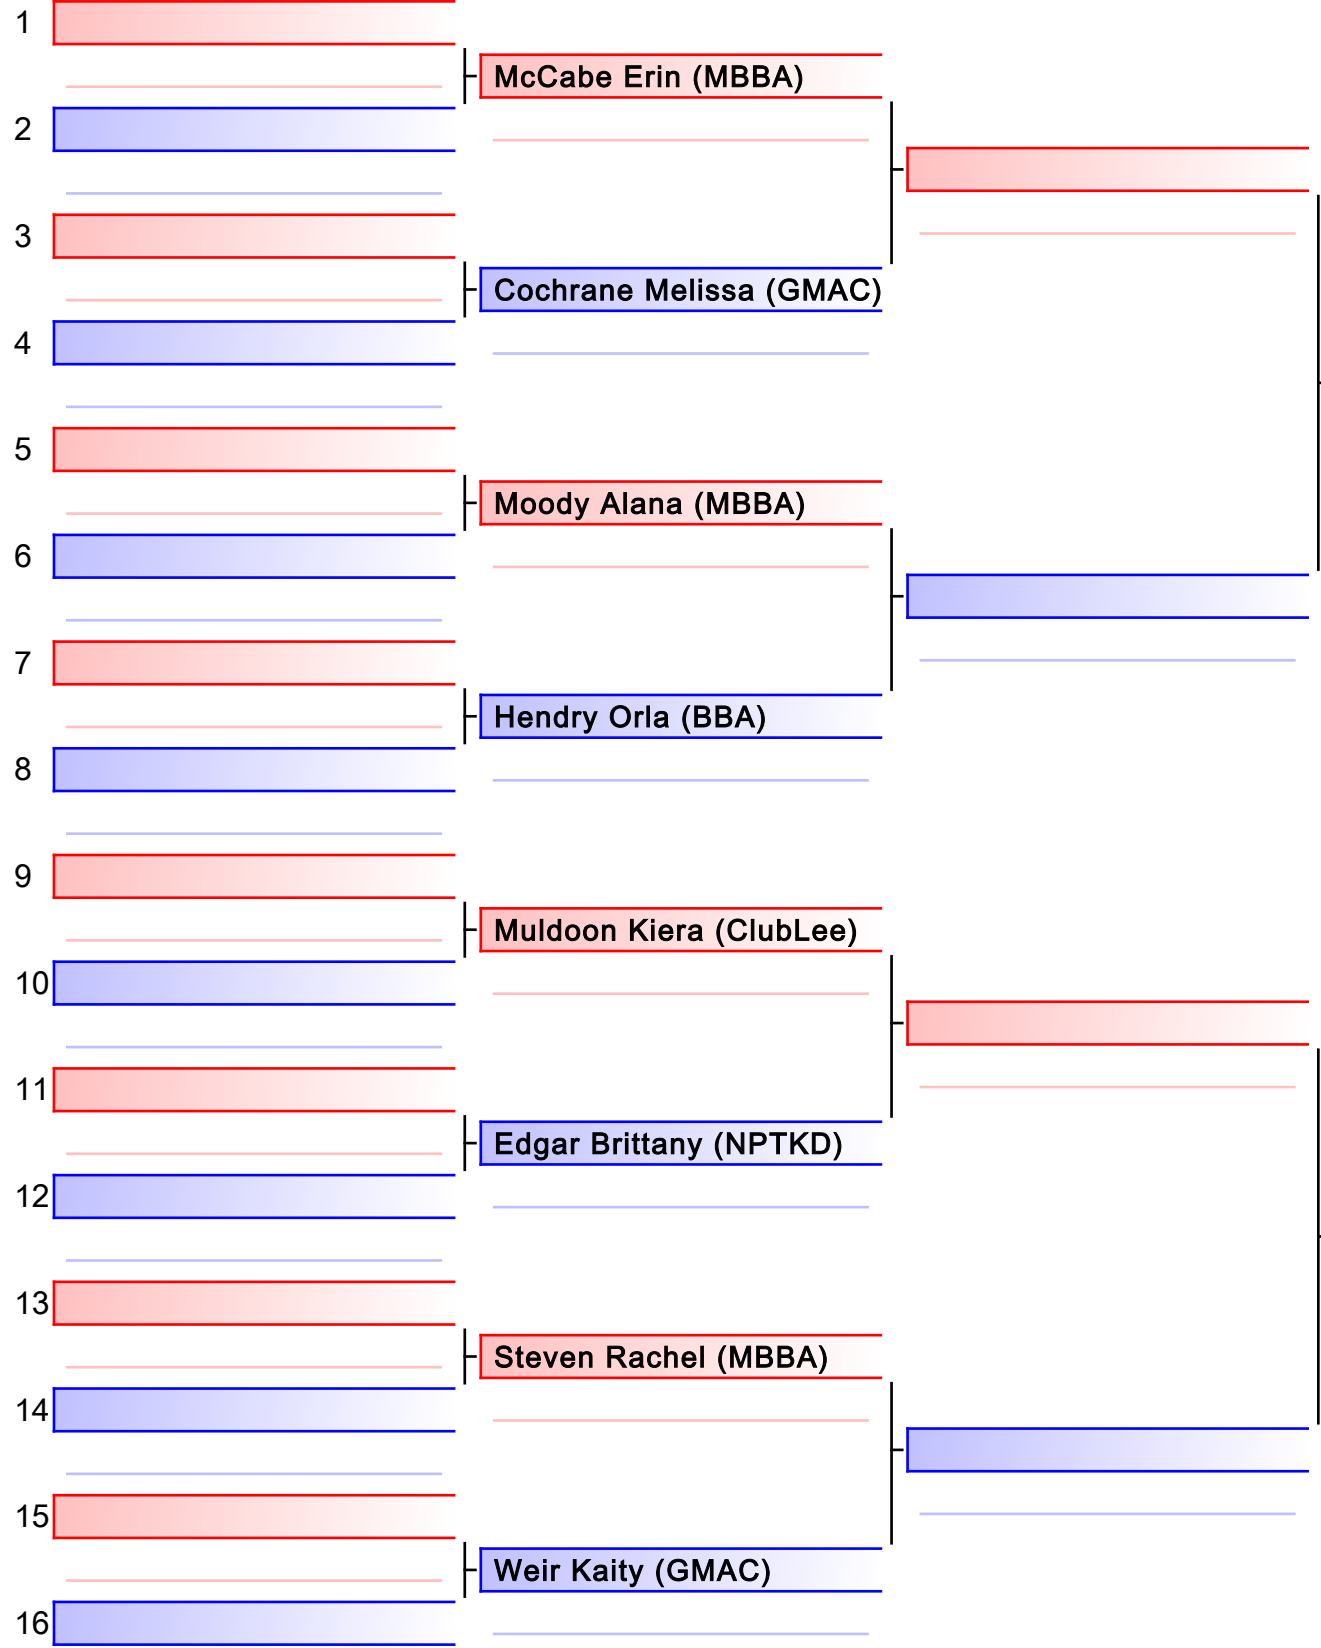 1
McCabe Erin (MBBA)
2
3
Cochrane Melissa (GMAC)
4
5
Moody Alana (MBBA)
6
7
Hendry Orla (BBA)
8
9
Muldoon Kiera (ClubLee)
10
11
Edgar Brittany (NPTKD)
12
13
Steven Rachel (MBBA)
14
15
Weir Kaity (GMAC)
16